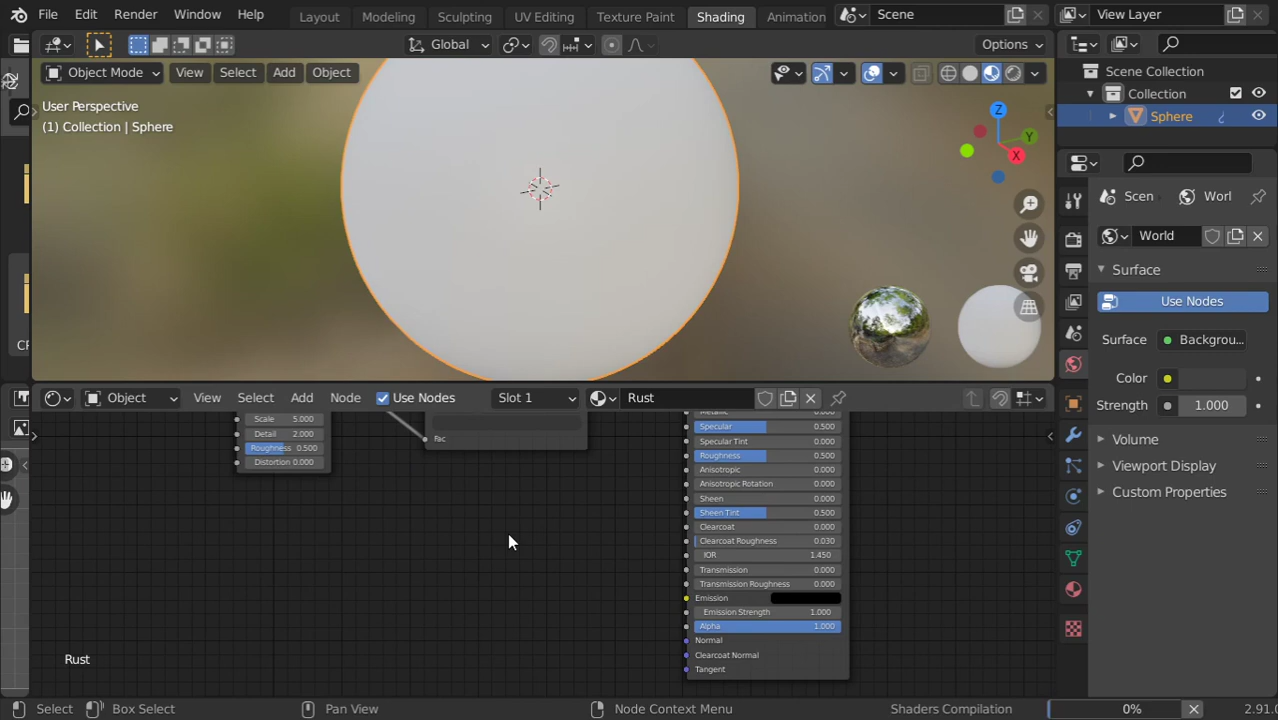 File Edit Render Window Help Layout Modeling Sculpting UV Editing Texture Paint Shading Animation Scene View Layer
Global Options
Object Mode View Select Add Object
User Perspective
(1) Collection | Sphere
Z
Y
X
Scene Collection
Collection
Sphere
Scen Worl
World
Surface
Use Nodes
Surface Backgrou...
Color
Strength 1.000
Volume
Viewport Display
Custom Properties
Object View Select Add Node Use Nodes Slot 1 Rust
Scale 5.000
Detail 2.000
Roughness 0.500
Distortion 0.000
Fac
Metallic 0.000
Specular 0.500
Specular Tint 0.000
Roughness 0.500
Anisotropic 0.000
Anisotropic Rotation 0.000
Sheen 0.000
Sheen Tint 0.500
Clearcoat 0.000
Clearcoat Roughness 0.030
IOR 1.450
Transmission 0.000
Transmission Roughness 0.000
Emission
Emission Strength 1.000
Alpha 1.000
Normal
Clearcoat Normal
Tangent
Rust
Select Box Select Pan View Node Context Menu Shaders Compilation 0% 2.91.0